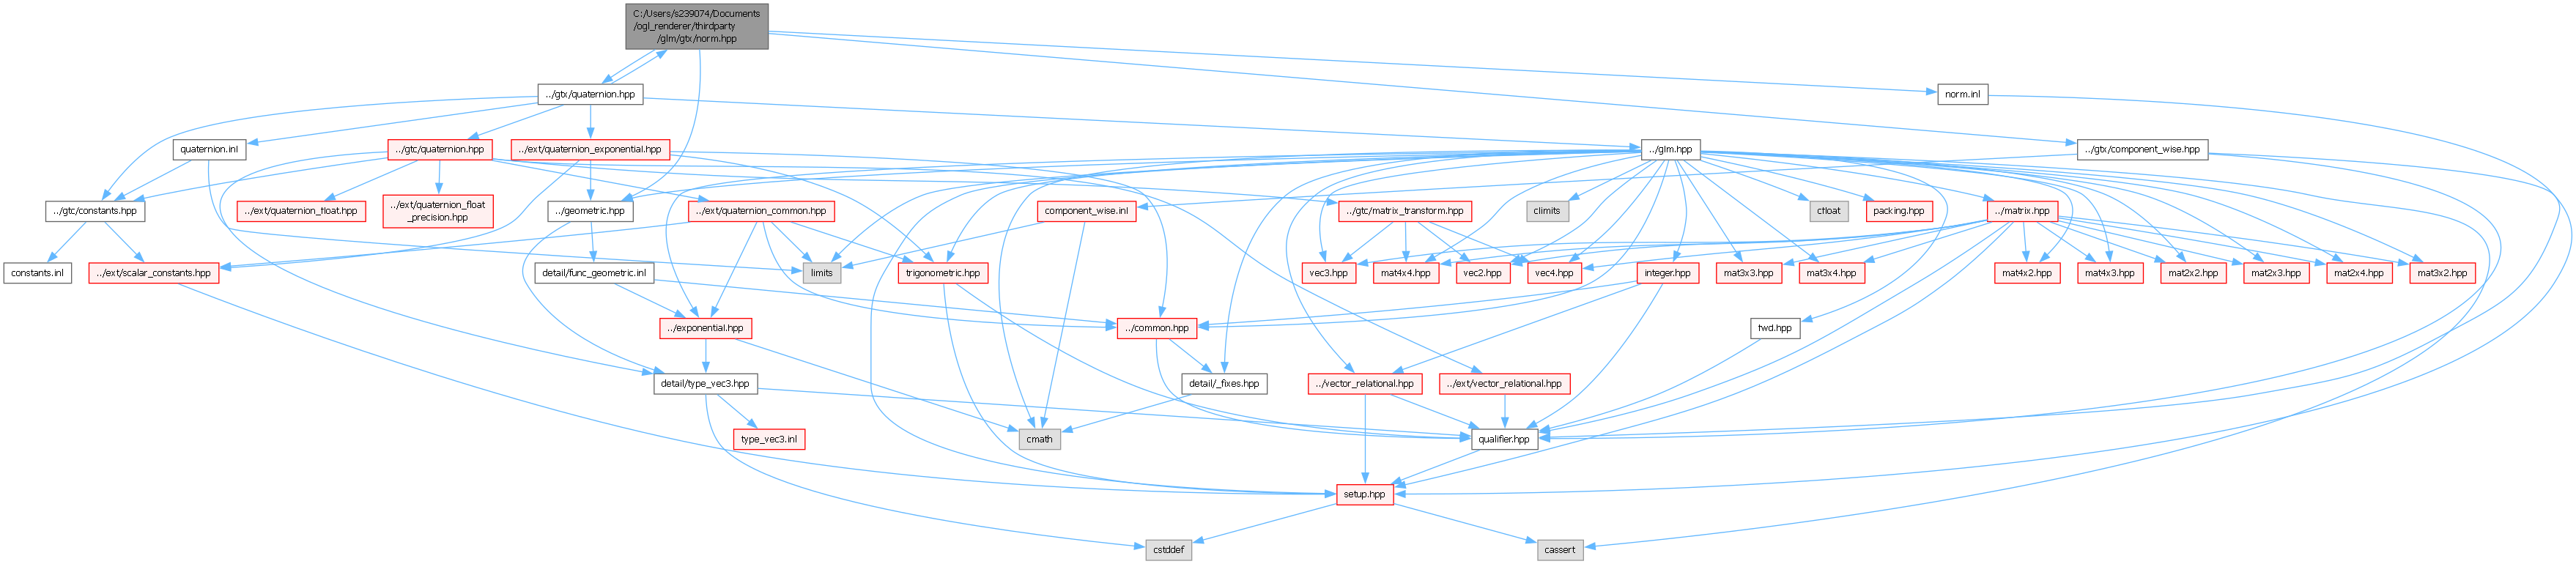 C:/Users/s239074/Documents
/ogl_renderer/thirdparty
/glm/gtx/norm.hpp
../gtx/quaternion.hpp
norm.inl
quaternion.inl
../gtc/quaternion.hpp
../ext/quaternion_exponential.hpp
../glm.hpp
../gtx/component_wise.hpp
../gtc/constants.hpp
../ext/quaternion_float.hpp
../ext/quaternion_float
_precision.hpp
../geometric.hpp
../ext/quaternion_common.hpp
component_wise.inl
../gtc/matrix_transform.hpp
climits
cfloat
packing.hpp
../matrix.hpp
constants.inl
../ext/scalar_constants.hpp
detail/func_geometric.inl
limits
trigonometric.hpp
vec3.hpp
mat4x4.hpp
vec2.hpp
vec4.hpp
integer.hpp
mat3x3.hpp
mat3x4.hpp
mat4x2.hpp
mat4x3.hpp
mat2x2.hpp
mat2x3.hpp
mat2x4.hpp
mat3x2.hpp
../exponential.hpp
../common.hpp
fwd.hpp
detail/type_vec3.hpp
detail/_fixes.hpp
../vector_relational.hpp
../ext/vector_relational.hpp
type_vec3.inl
cmath
qualifier.hpp
setup.hpp
cstddef
cassert